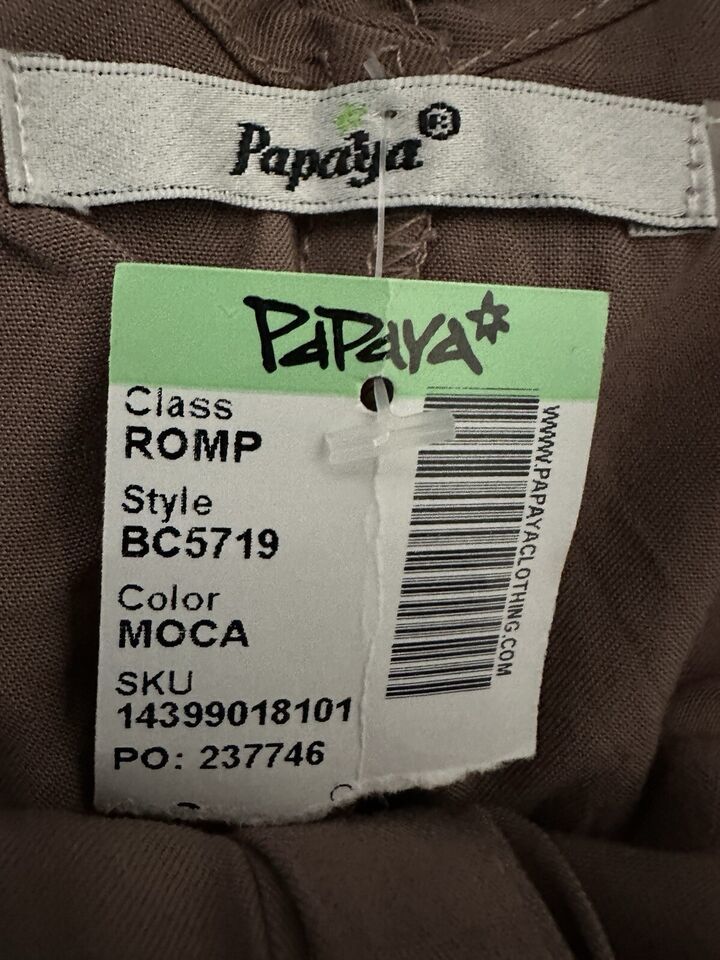 Papaya®
PaPaYa*
Class
ROMP
Style
BC5719
Color
MOCA
SKU
14399018101
PO: 237746
WWW.PAPAYACLOTHING.COM